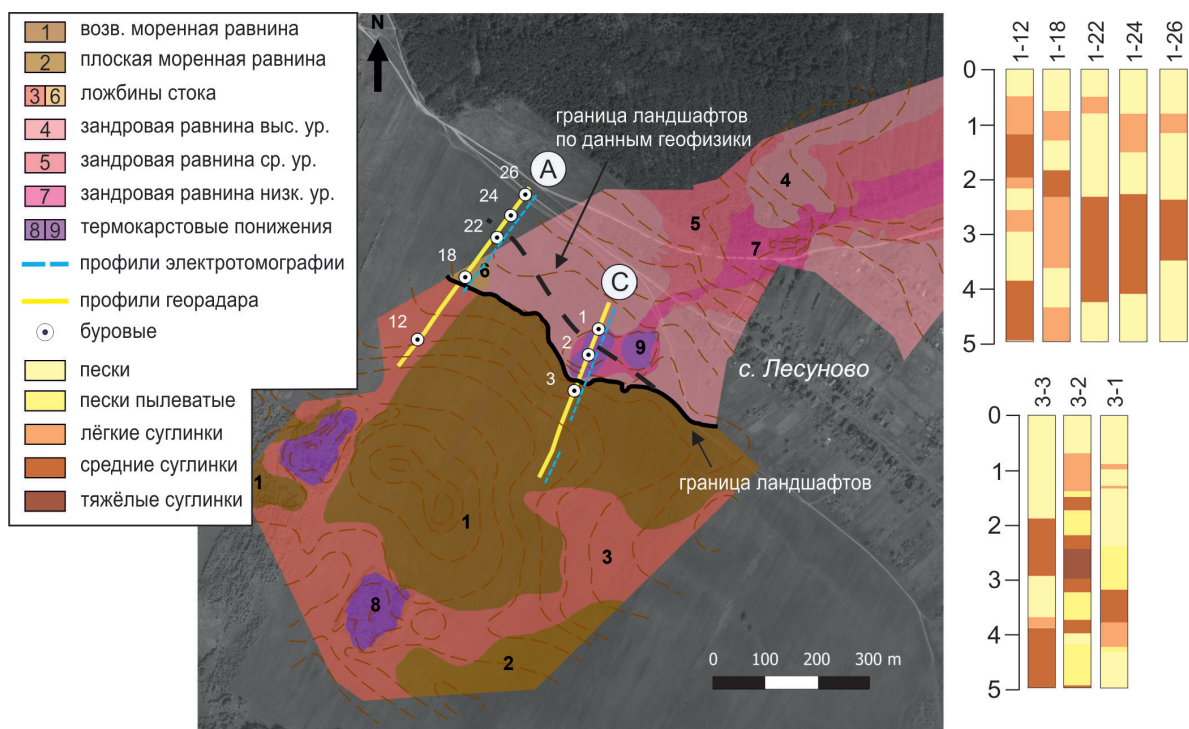 1 возв. моренная равнина
2 плоская моренная равнина
3 6 ложбины стока
4 зандровая равнина выс. ур.
5 зандровая равнина ср. ур.
7 зандровая равнина низк. ур.
8 9 термокарстовые понижения
профили электротомографии
профили георадара
буровые
пески
пески пылеватые
лёгкие суглинки
средние суглинки
тяжёлые суглинки
N
граница ландшафтов
по данным геофизики
A
26
24
22
18
6
12
4
5
7
C
1
2
3
9
с. Лесуново
граница ландшафтов
1
1
3
8
2
0 100 200 300 m
1-12 1-18 1-22 1-24 1-26
0
1
2
3
4
5
3-3 3-2 3-1
0
1
2
3
4
5